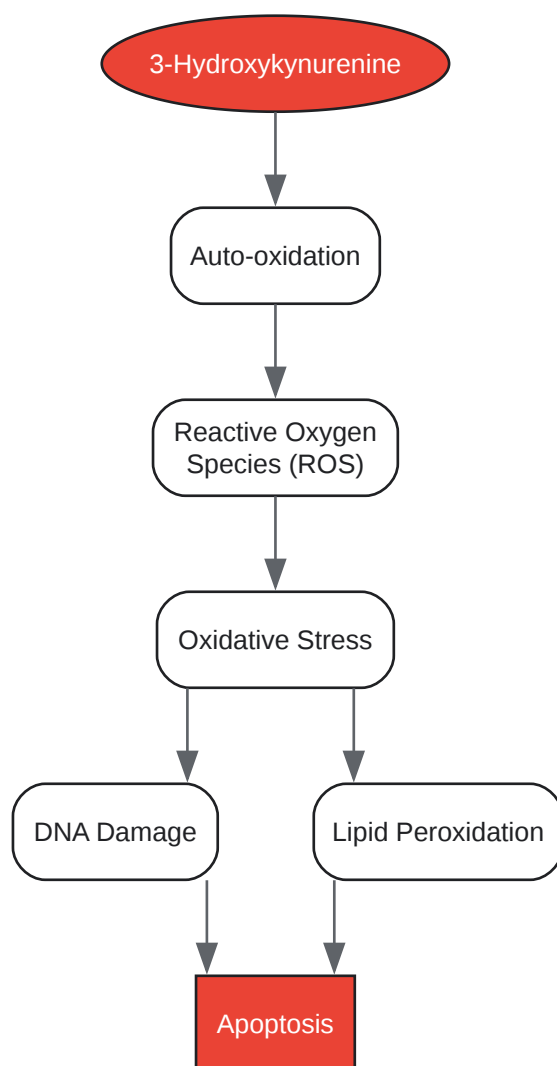 3-Hydroxykynurenine
Auto-oxidation
Reactive Oxygen
Species (ROS)
Oxidative Stress
DNA Damage
Lipid Peroxidation
Apoptosis